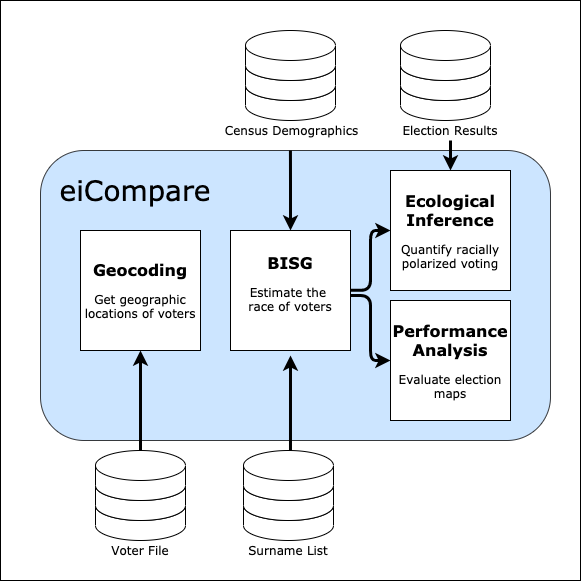 Census Demographics
Election Results
eiCompare
Geocoding
Get geographic
locations of voters
BISG
Estimate the
race of voters
Ecological
Inference
Quantify racially
polarized voting
Performance
Analysis
Evaluate election
maps
Voter File
Surname List